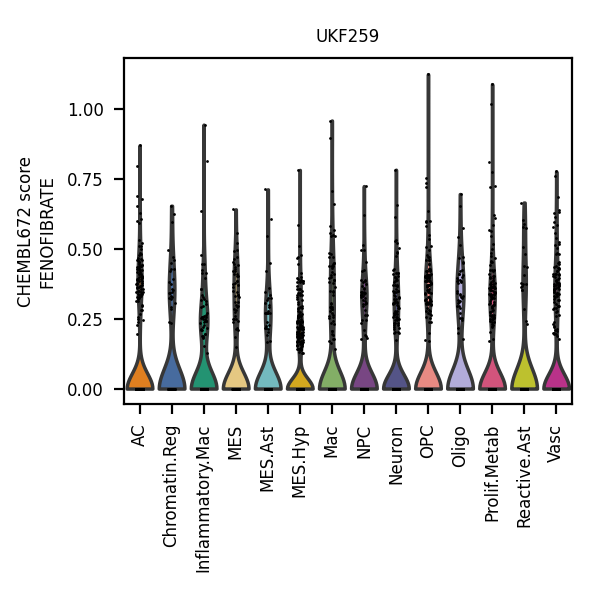 UKF259
CHEMBL672 score
FENOFIBRATE
1.00
0.75
0.50
0.25
0.00
AC
Chromatin.Reg
Inflammatory.Mac
MES
MES.Ast
MES.Hyp
Mac
NPC
Neuron
OPC
Oligo
Prolif.Metab
Reactive.Ast
Vasc